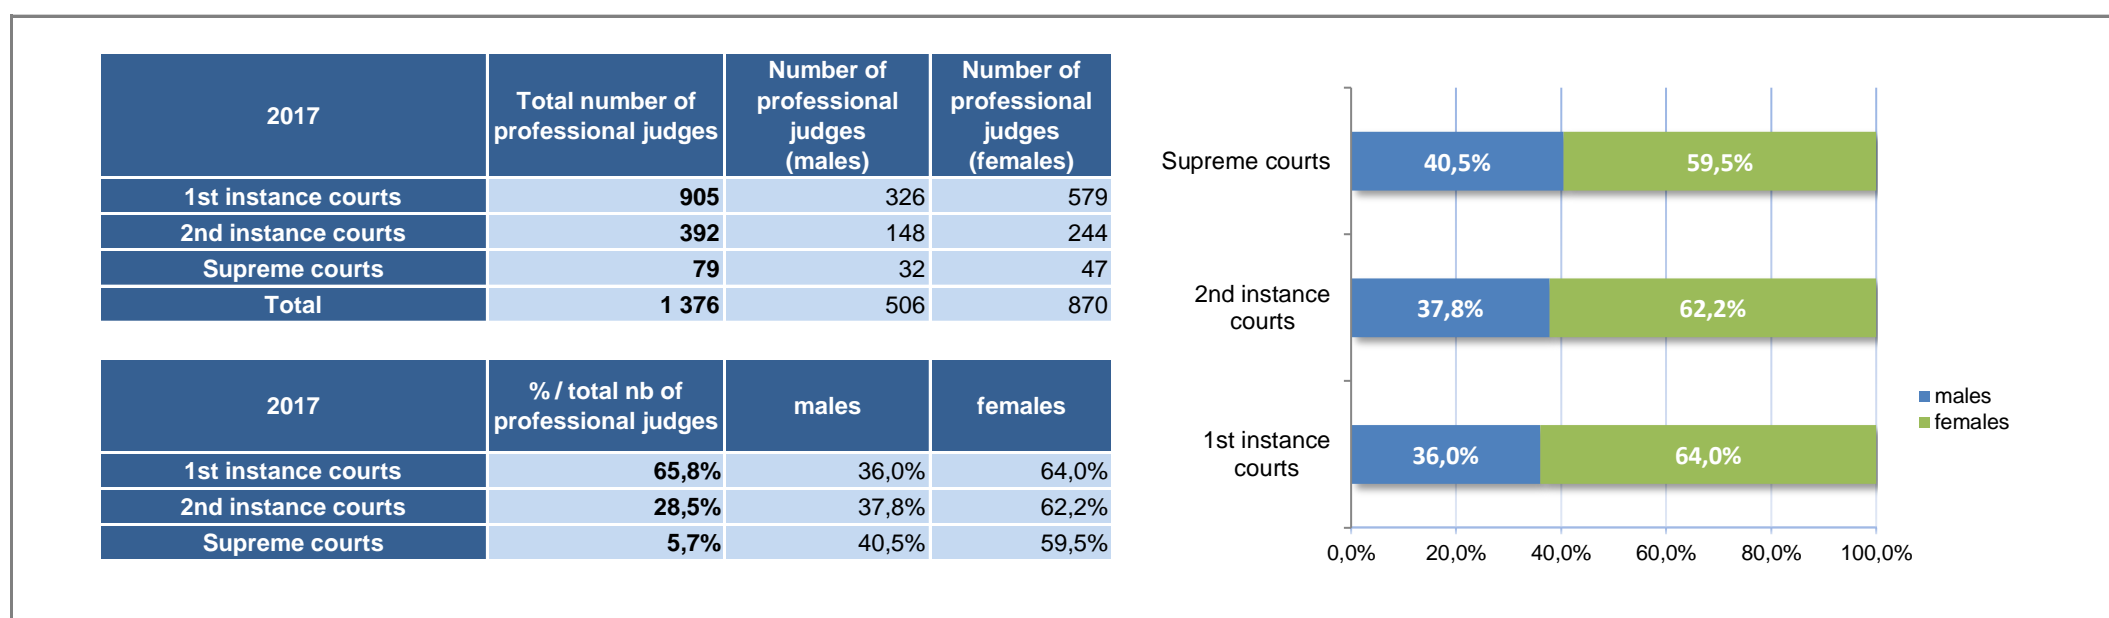 2017
Total number of
professional judges
Number of
professional
judges
(males)
Number of
professional
judges
(females)
1st instance courts 905 326 579
2nd instance courts 392 148 244
Supreme courts 79 32 47
Total 1 376 506 870
2017
% / total nb of
professional judges
males
females
1st instance courts 65,8% 36,0% 64,0%
2nd instance courts 28,5% 37,8% 62,2%
Supreme courts 5,7% 40,5% 59,5%
Supreme courts 40,5% 59,5%
2nd instance
courts
37,8% 62,2%
1st instance
courts
36,0% 64,0%
0,0% 20,0% 40,0% 60,0% 80,0% 100,0%
males
females